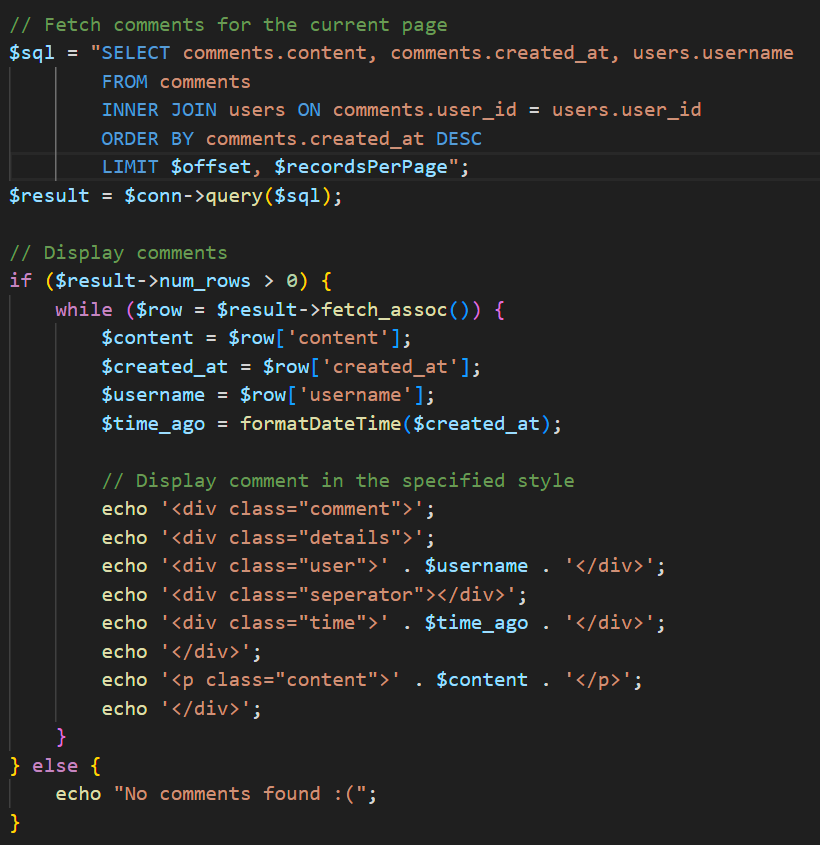 // Fetch comments for the current page
$sql = "SELECT comments.content, comments.created_at, users.username
        FROM comments
        INNER JOIN users ON comments.user_id = users.user_id
        ORDER BY comments.created_at DESC
        LIMIT $offset, $recordsPerPage";
$result = $conn->query($sql);

// Display comments
if ($result->num_rows > 0) {
    while ($row = $result->fetch_assoc()) {
        $content = $row['content'];
        $created_at = $row['created_at'];
        $username = $row['username'];
        $time_ago = formatDateTime($created_at);

        // Display comment in the specified style
        echo '<div class="comment">';
        echo '<div class="details">';
        echo '<div class="user">' . $username . '</div>';
        echo '<div class="seperator"></div>';
        echo '<div class="time">' . $time_ago . '</div>';
        echo '</div>';
        echo '<p class="content">' . $content . '</p>';
        echo '</div>';
    }
} else {
    echo "No comments found :(";
}